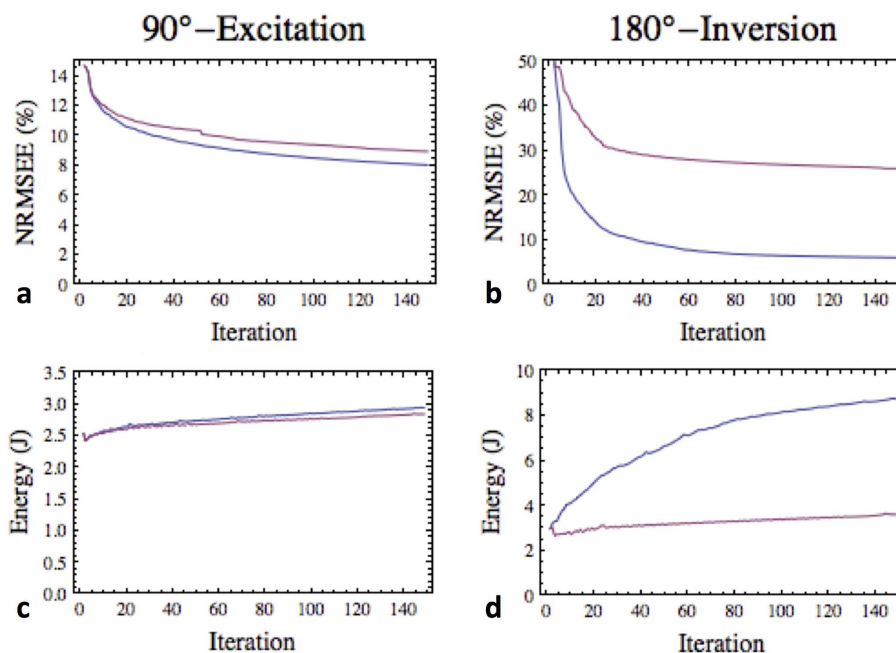 90°−Excitation
180°−Inversion
NRMSEE (%)
14
12
10
8
6
4
2
0
0 20 40 60 80 100 120 140
Iteration
a
NRMSIE (%)
50
40
30
20
10
0
0 20 40 60 80 100 120 140
Iteration
b
Energy (J)
3.5
3.0
2.5
2.0
1.5
1.0
0.5
0.0
0 20 40 60 80 100 120 140
Iteration
c
Energy (J)
10
8
6
4
2
0
0 20 40 60 80 100 120 140
Iteration
d